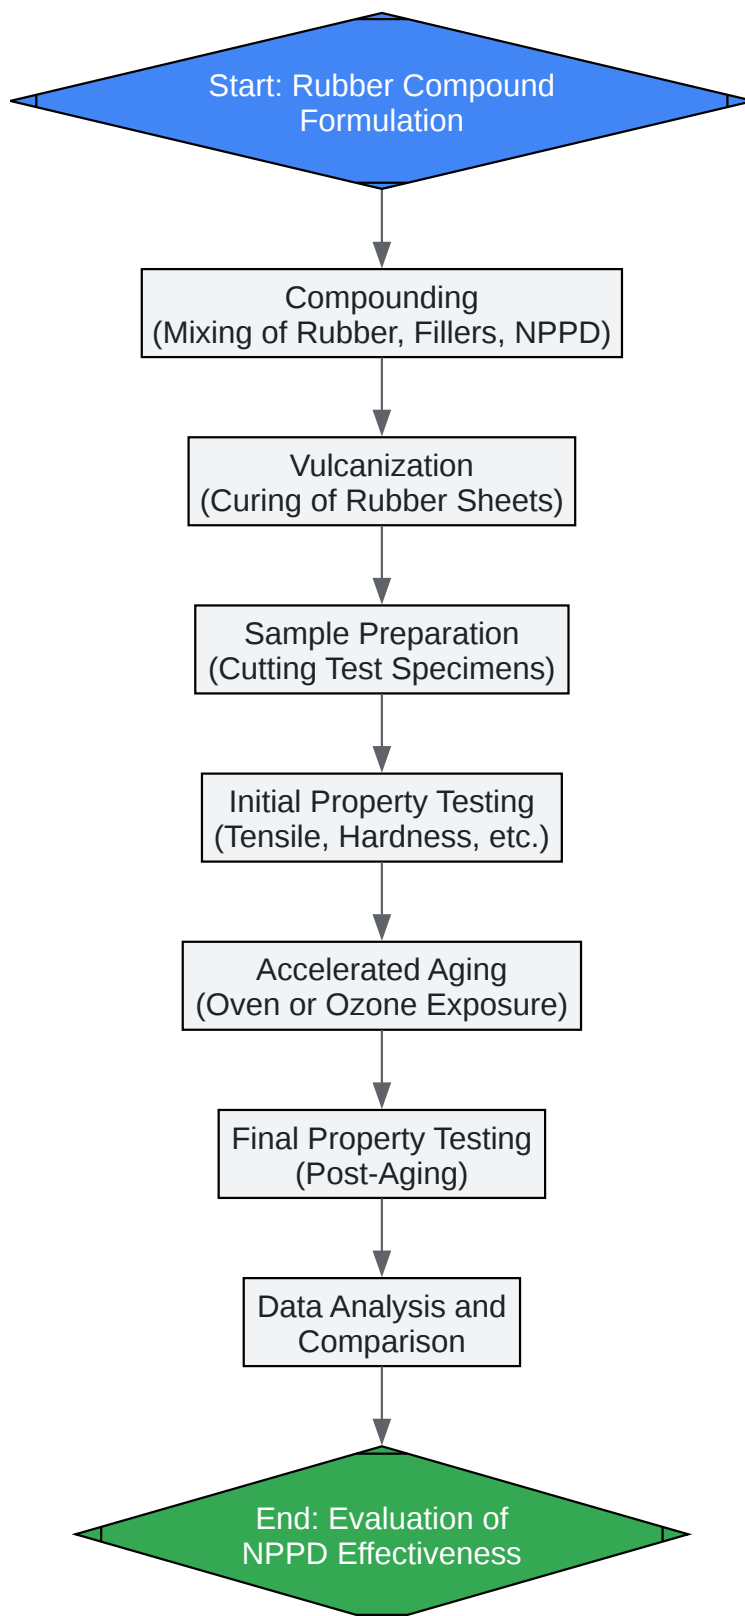 Start: Rubber Compound
Formulation
Compounding
(Mixing of Rubber, Fillers, NPPD)
Vulcanization
(Curing of Rubber Sheets)
Sample Preparation
(Cutting Test Specimens)
Initial Property Testing
(Tensile, Hardness, etc.)
Accelerated Aging
(Oven or Ozone Exposure)
Final Property Testing
(Post-Aging)
Data Analysis and
Comparison
End: Evaluation of
NPPD Effectiveness